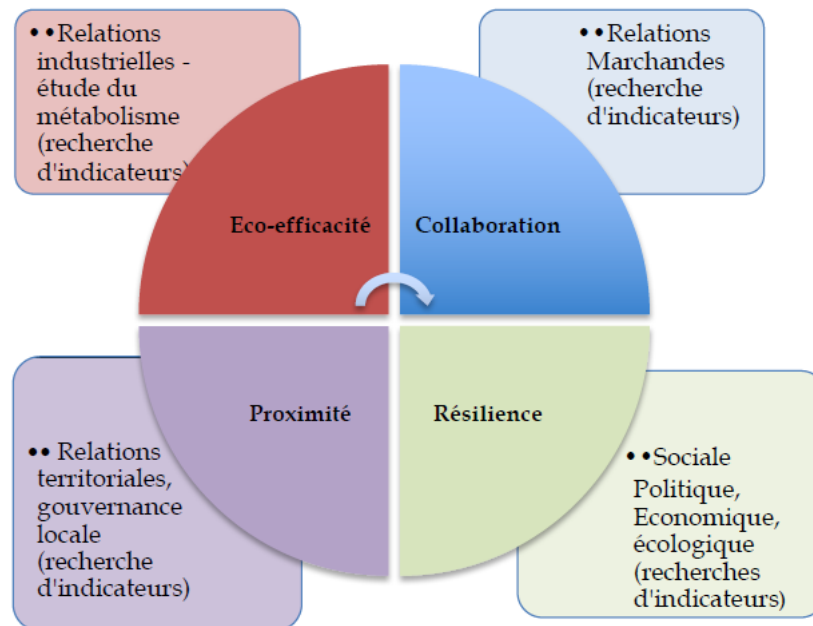 ••Relations
industrielles -
étude du
métabolisme
(recherche
d'indicateurs)
••Relations
Marchandes
(recherche
d'indicateurs)
Eco-efficacité
Collaboration
Proximité
Résilience
•• Relations
territoriales,
gouvernance
locale
(recherche
d'indicateurs)
••Sociale
Politique,
Economique,
écologique
(recherches
d'indicateurs)